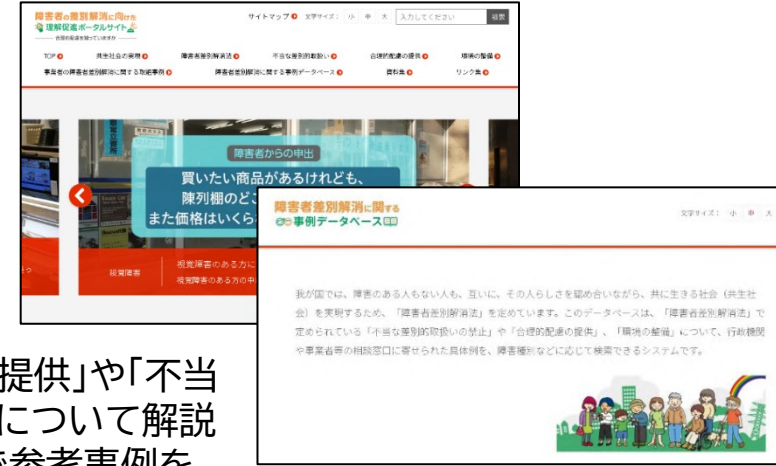 障害者の差別解消に向けた
理解促進ポータルサイト
合理的配慮を知っていますか
サイトマップ 文字サイズ： 小 中 大 入力してください 検索
TOP 共生社会の実現 障害者差別解消法 不当な差別的取扱い 合理的配慮の提供 環境の整備
事業者の障害者差別解消に関する取組事例 障害者差別解消に関する事例データベース 資料集 リンク集
障害者からの申出
買いたい商品があるけれども、
陳列棚のどこ
また価格はいくら
視覚障害
視覚障害のある方に
視覚障害のある方の申
障害者差別解消に関する
事例データベース
文字サイズ： 小 中 大
我が国では、障害のある人もない人も、互いに、その人らしさを認め合いながら、共に生きる社会（共生社
会）を実現するため、「障害者差別解消法」を定めています。このデータベースは、「障害者差別解消法」で
定められている「不当な差別的取扱いの禁止」や「合理的配慮の提供」、「環境の整備」について、行政機関
や事業者等の相談窓口に寄せられた具体例を、障害種別などに応じて検索できるシステムです。
提供」や「不当
について解説
参考事例を